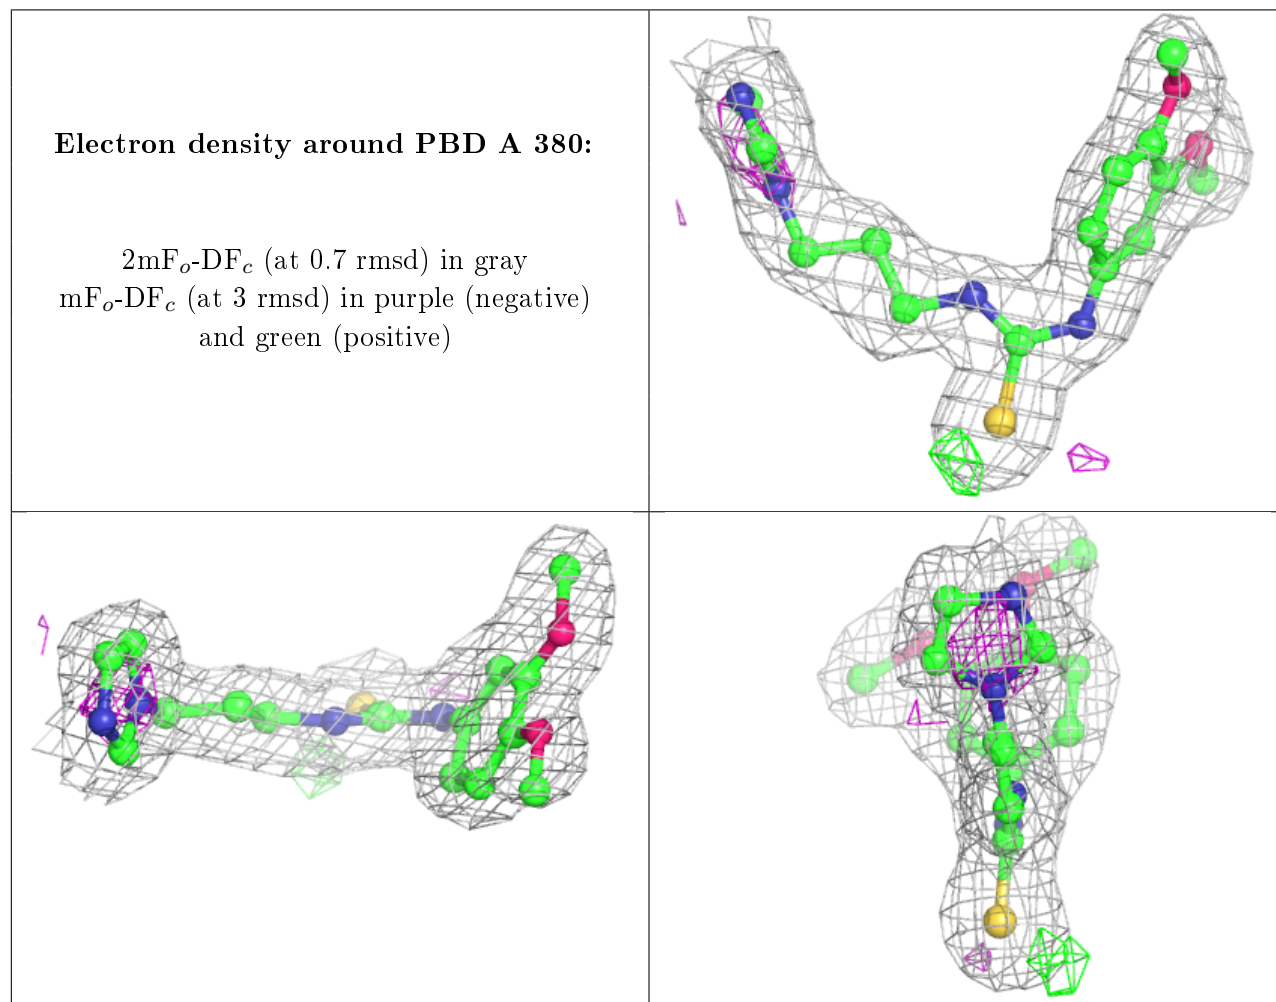 Electron density around PBD A 380:
2mFo-DFc (at 0.7 rmsd) in gray
mFo-DFc (at 3 rmsd) in purple (negative)
and green (positive)